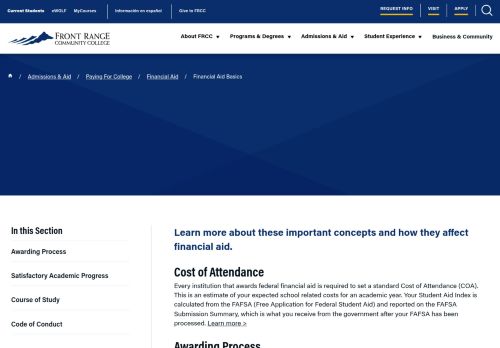 Current Students eWOLF MyCourses Información en español Give to FRCC REQUEST INFO VISIT APPLY
FRONT RANGE
COMMUNITY COLLEGE
About FRCC Programs & Degrees Admissions & Aid Student Experience Business & Community
/ Admissions & Aid / Paying For College / Financial Aid / Financial Aid Basics
In this Section
Awarding Process
Satisfactory Academic Progress
Course of Study
Code of Conduct
Learn more about these important concepts and how they affect
financial aid.
Cost of Attendance
Every institution that awards federal financial aid is required to set a standard Cost of Attendance (COA).
This is an estimate of your expected school related costs for an academic year. Your Student Aid Index is
calculated from the FAFSA (Free Application for Federal Student Aid) and reported on the FAFSA
Submission Summary, which is what you receive from the government after your FAFSA has been
processed. Learn more >
Awarding Process